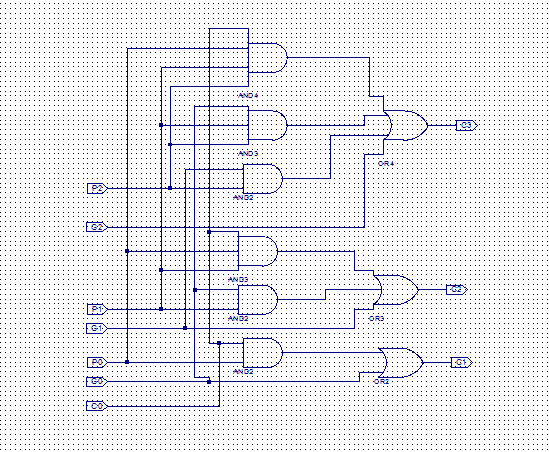 AND4
C3
AND3
OR4
P2
AND2
G2
AND3
C2
P1
AND2
OR3
G1
P0
C1
AND2
G0
OR2
C0